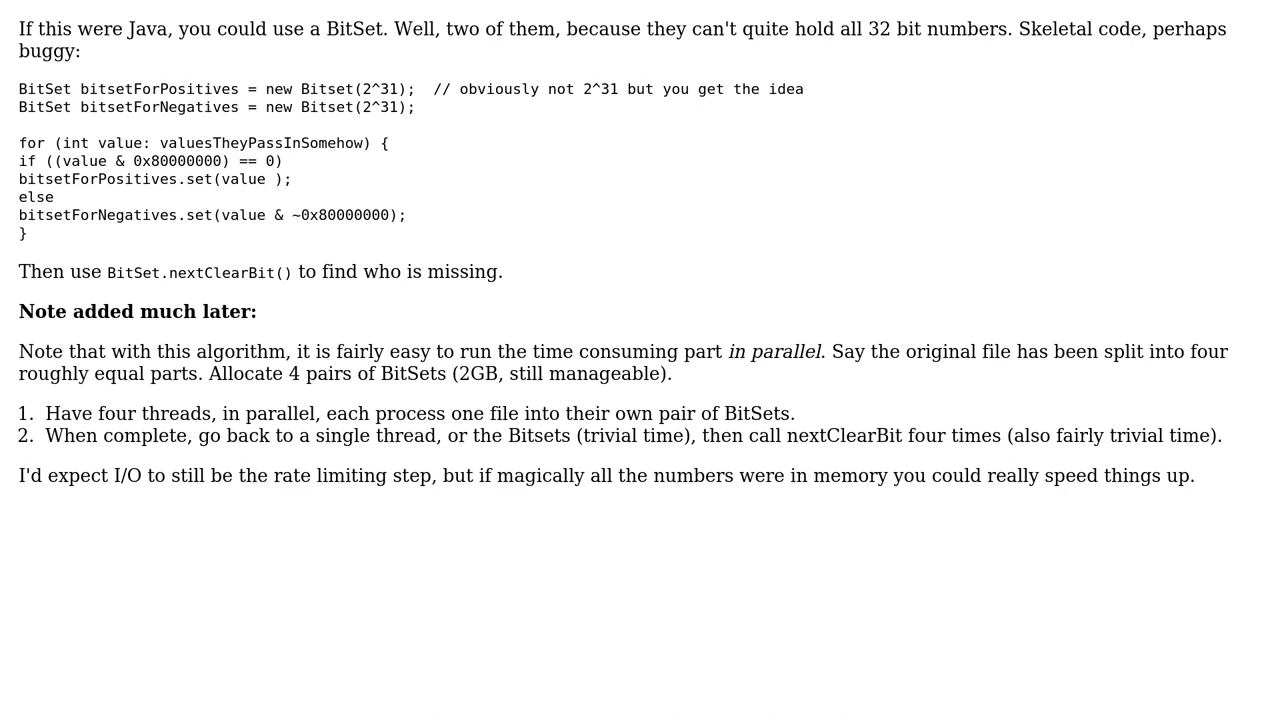 If this were Java, you could use a BitSet. Well, two of them, because they can't quite hold all 32 bit numbers. Skeletal code, perhaps
buggy:
BitSet bitsetForPositives = new Bitset(2^31);  // obviously not 2^31 but you get the idea
BitSet bitsetForNegatives = new Bitset(2^31);
for (int value: valuesTheyPassInSomehow) {
if ((value & 0x80000000) == 0)
bitsetForPositives.set(value );
else
bitsetForNegatives.set(value & ~0x80000000);
}
Then use BitSet.nextClearBit() to find who is missing.
Note added much later:
Note that with this algorithm, it is fairly easy to run the time consuming part in parallel. Say the original file has been split into four
roughly equal parts. Allocate 4 pairs of BitSets (2GB, still manageable).
1. Have four threads, in parallel, each process one file into their own pair of BitSets.
2. When complete, go back to a single thread, or the Bitsets (trivial time), then call nextClearBit four times (also fairly trivial time).
I'd expect I/O to still be the rate limiting step, but if magically all the numbers were in memory you could really speed things up.